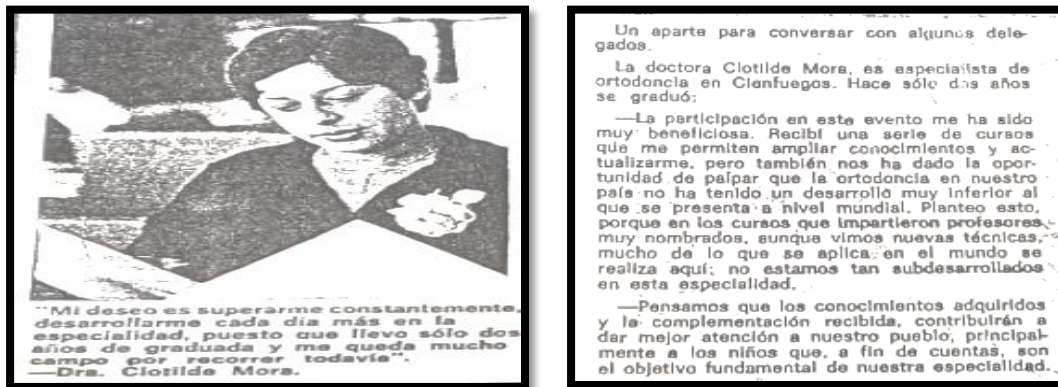 "Mi deseo es superarme constantemente,
desarrollarme cada día más en la
especialidad, puesto que llevo sólo dos
años de graduada y me queda mucho
campo por recorrer todavía".
—Dra. Clotilde Mora.
Un aparte para conversar con algunos dele-
gados.
La doctora Clotilde Mora, es especialista de
ortodoncia en Cienfuegos. Hace sólo dos años
se graduó:
—La participación en este evento me ha sido
muy beneficiosa. Recibí una serie de cursos
que me permiten ampliar conocimientos y ac-
tualizarme, pero también nos ha dado la opor-
tunidad de palpar que la ortodoncia en nuestro
país no ha tenido un desarrollo muy inferior al
que se presenta a nivel mundial. Planteo esto,
porque en los cursos que impartieron profesores
muy nombrados, aunque vimos nuevas técnicas,
mucho de lo que se aplica en el mundo se
realiza aquí; no estamos tan subdesarrollados
en esta especialidad.
—Pensamos que los conocimientos adquiridos
y la complementación recibida, contribuirán a
dar mejor atención a nuestro pueblo, principal-
mente a los niños que, a fin de cuentas, son
el objetivo fundamental de nuestra especialidad.